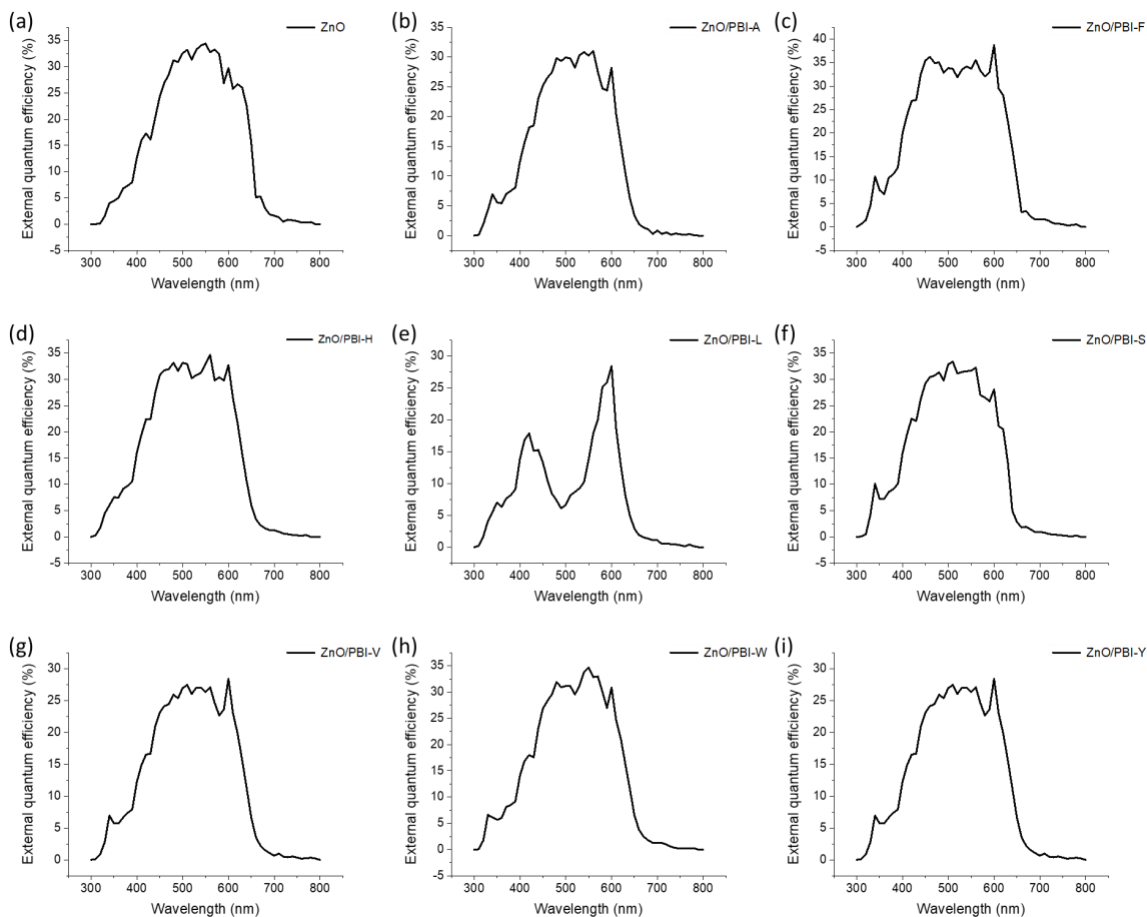 (a)
ZnO
External quantum efficiency (%)
35
30
25
20
15
10
5
0
-5
300 400 500 600 700 800
Wavelength (nm)
(b)
ZnO/PBI-A
External quantum efficiency (%)
35
30
25
20
15
10
5
0
-5
300 400 500 600 700 800
Wavelength (nm)
(c)
ZnO/PBI-F
External quantum efficiency (%)
40
35
30
25
20
15
10
5
0
-5
300 400 500 600 700 800
Wavelength (nm)
(d)
ZnO/PBI-H
External quantum efficiency (%)
35
30
25
20
15
10
5
0
-5
300 400 500 600 700 800
Wavelength (nm)
(e)
ZnO/PBI-L
External quantum efficiency (%)
30
25
20
15
10
5
0
300 400 500 600 700 800
Wavelength (nm)
(f)
ZnO/PBI-S
External quantum efficiency (%)
35
30
25
20
15
10
5
0
-5
300 400 500 600 700 800
Wavelength (nm)
(g)
ZnO/PBI-V
External quantum efficiency (%)
30
25
20
15
10
5
0
300 400 500 600 700 800
Wavelength (nm)
(h)
ZnO/PBI-W
External quantum efficiency (%)
35
30
25
20
15
10
5
0
-5
300 400 500 600 700 800
Wavelength (nm)
(i)
ZnO/PBI-Y
External quantum efficiency (%)
30
25
20
15
10
5
0
300 400 500 600 700 800
Wavelength (nm)